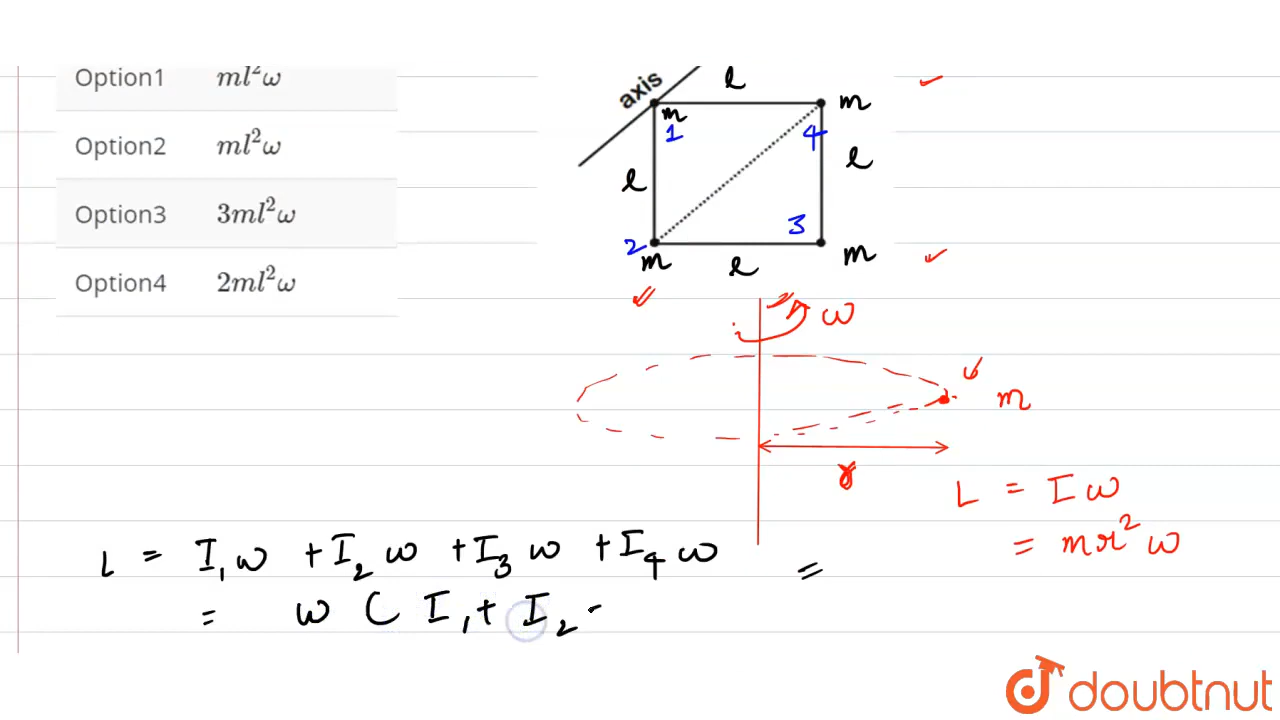 Option1 ml²ω
Option2 ml²ω
Option3 3ml²ω
Option4 2ml²ω
axis
l
m
m
1
4
l
l
2
3
m
l
m
ω
m
r
L = Iω
= mr²ω
L = I₁ω + I₂ω + I₃ω + I₄ω =
= ω ( I₁ + I₂ -
doubtnut